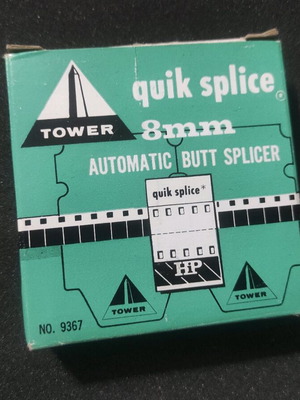 TOWER
quik splice®
8mm
AUTOMATIC BUTT SPLICER
quik splice*
HP
TOWER
TOWER
NO. 9367